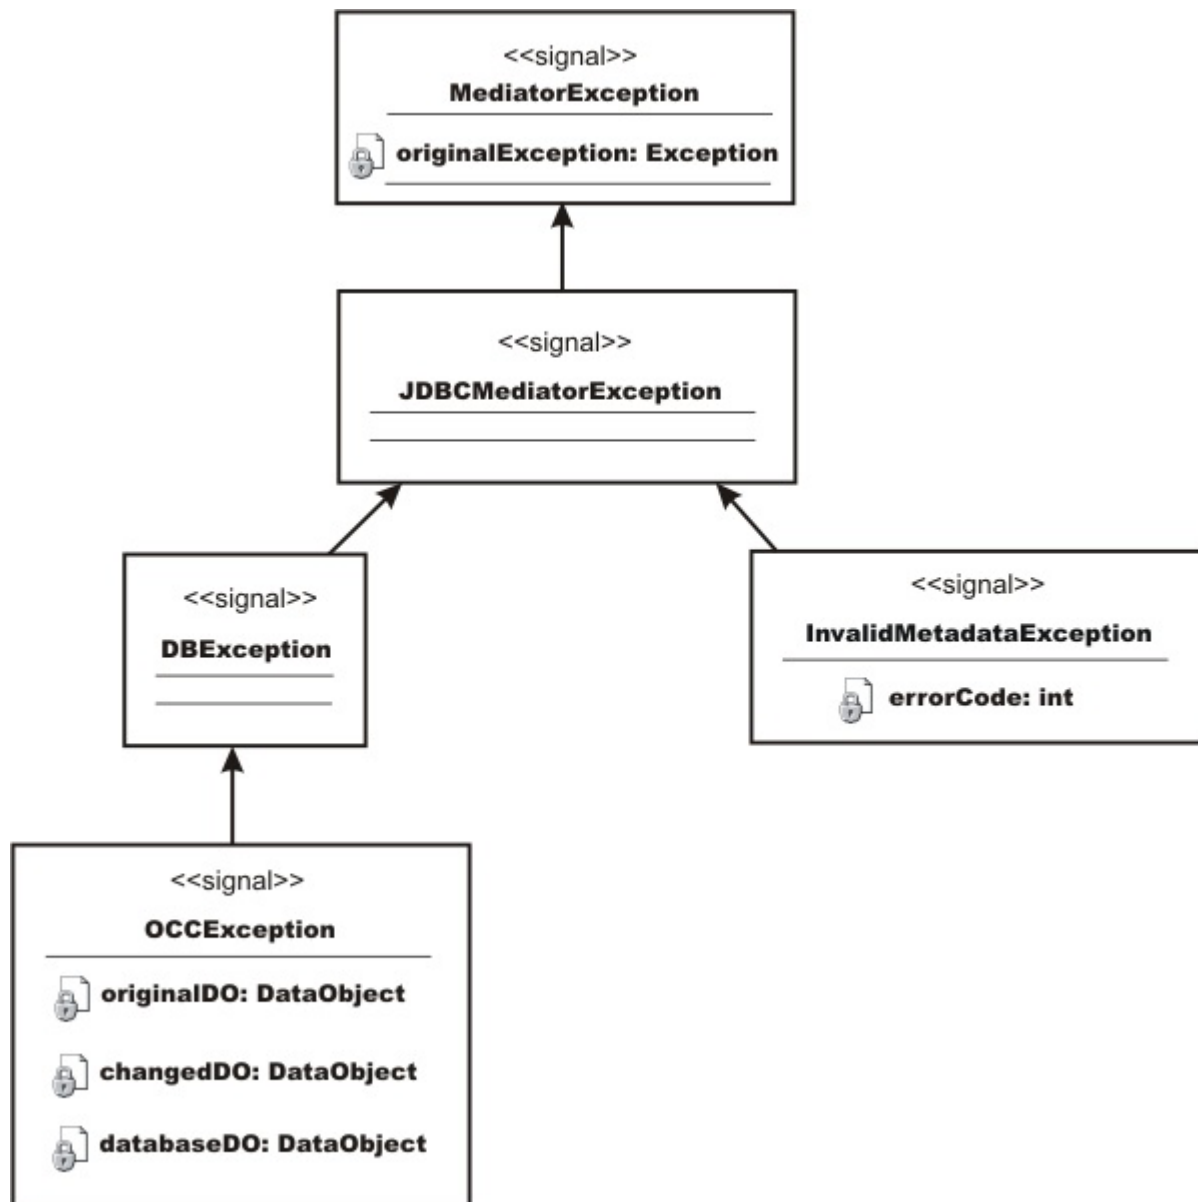 <<signal>>
MediatorException
originalException: Exception
<<signal>>
JDBCMediatorException
<<signal>>
DBException
<<signal>>
InvalidMetadataException
errorCode: int
<<signal>>
OCCException
originalDO: DataObject
changedDO: DataObject
databaseDO: DataObject